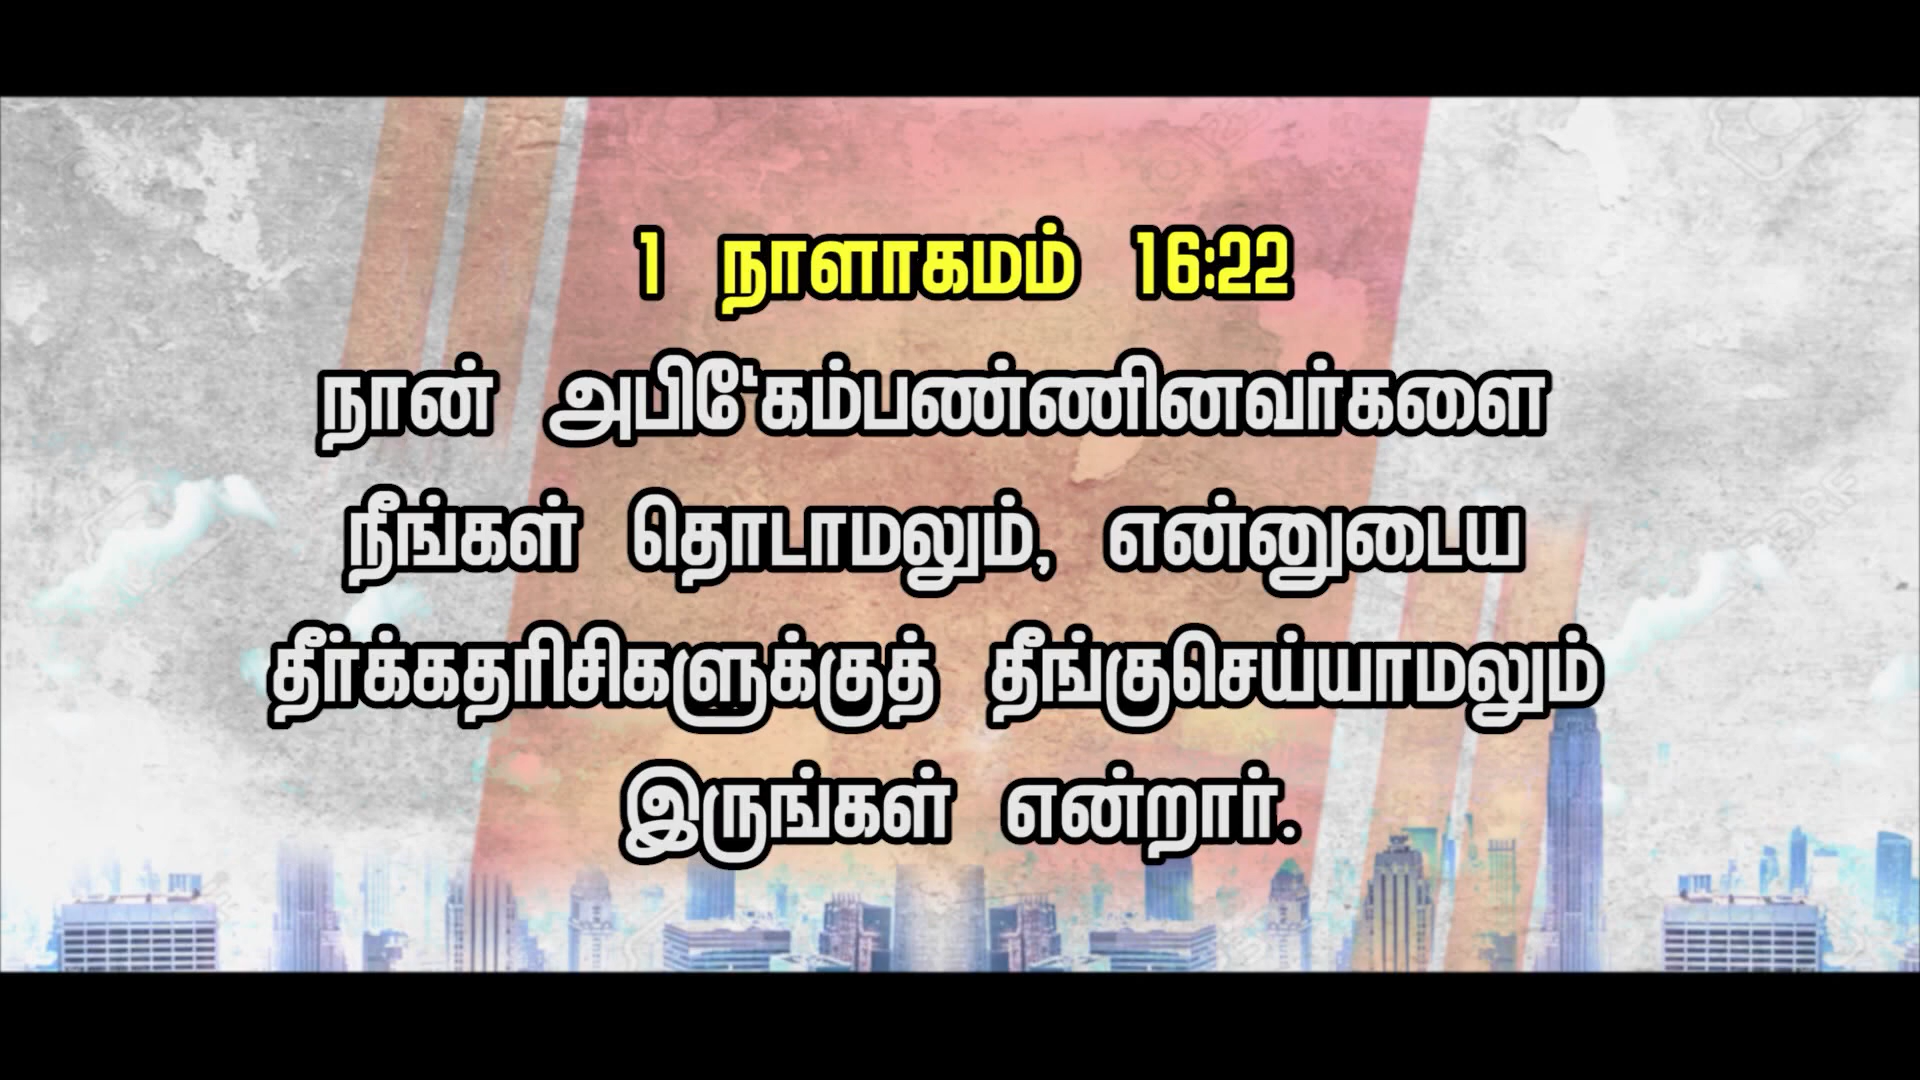 1 நாளாகமம் 16:22
நான் அபிே‘கம்பண்ணினவர்களை
நீங்கள் தொடாமலும், என்னுடைய
தீர்க்கதரிசிகளுக்குத் தீங்குசெய்யாமலும்
இருங்கள் என்றார்.